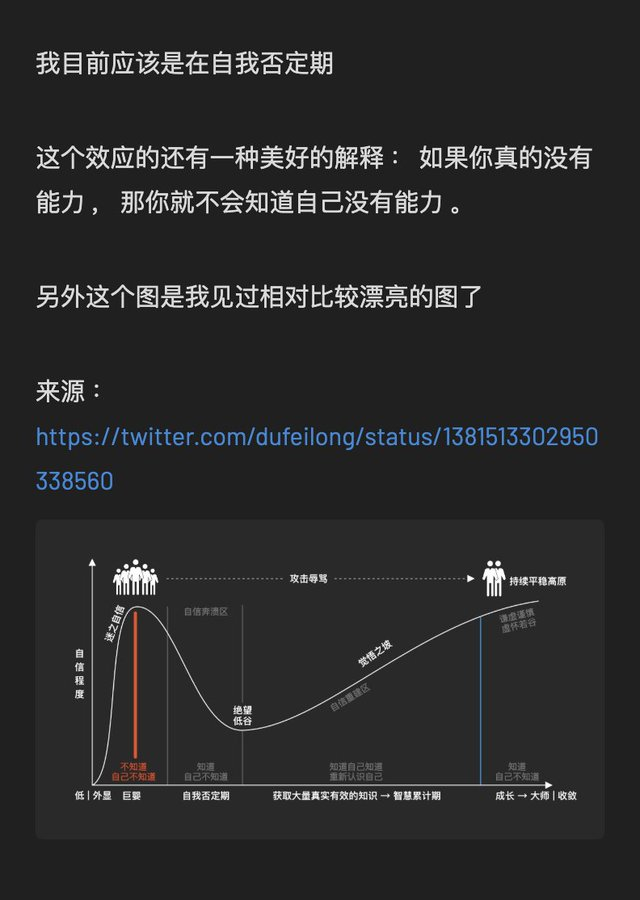 我目前应该是在自我否定期
这个效应的还有一种美好的解释： 如果你真的没有
能力， 那你就不会知道自己没有能力。
另外这个图是我见过相对比较漂亮的图了
来源：
https://twitter.com/dufeilong/status/1381513302950
338560
攻击辱骂
持续平稳高原
迷之自信
自信奔溃区
谦虚谨慎
虚怀若谷
自信程度
觉悟之坡
自信重建区
绝望
低谷
不知道
自己不知道
知道
自己不知道
知道自己知道
重新认识自己
知道
自己不知道
低 | 外显
巨婴
自我否定期
获取大量真实有效的知识 → 智慧累计期
成长 → 大师 | 收敛